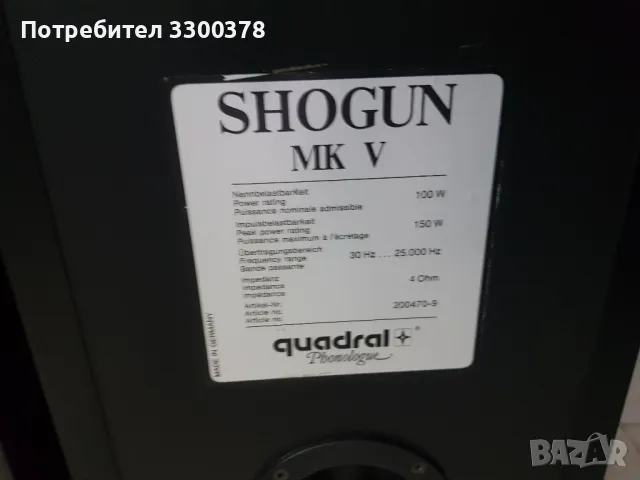 Потребител 3300378
SHOGUN
MK V
Nennbelastbarkeit
Power rating 100 W
Puissance nominale admissible
Impulsbelastbarkeit
Peak power rating 150 W
Puissance maximum à l'écrêtage
Übertragungsbereich
Frequency range 30 Hz ... 25.000 Hz
Bande passante
Impedanz
Impedance 4 Ohm
Impedance
Artikel-Nr.
Article no. 200470-9
Article no.
MADE IN GERMANY
quadral®
Phonologue
BAZAR